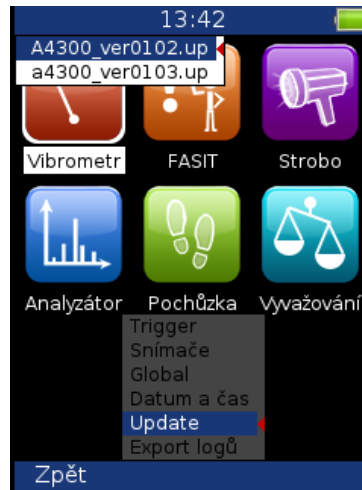 13:42
A4300_ver0102.up
a4300_ver0103.up
Vibrometr
FASIT
Strobo
Analyzátor
Pochůzka
Vyvažování
Trigger
Snímače
Global
Datum a čas
Update
Export logů
Zpět